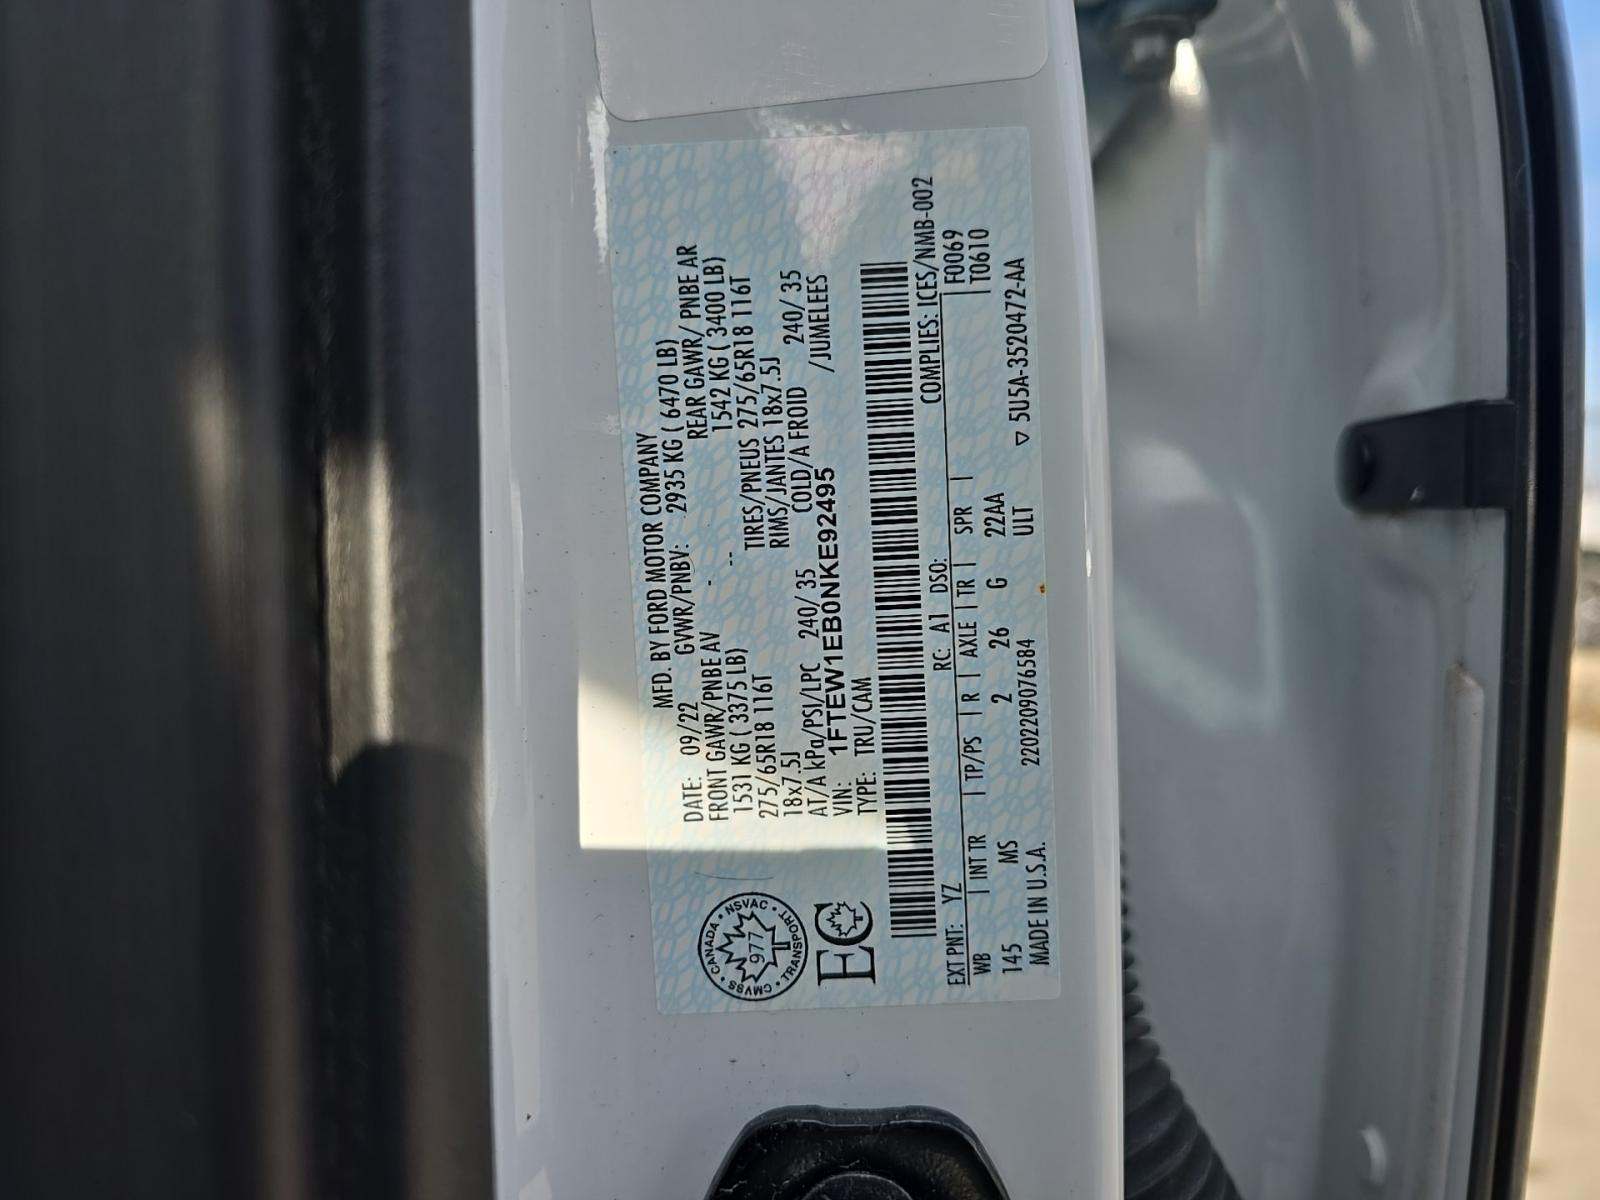 MFD. BY FORD MOTOR COMPANY
DATE: 09/22 GVWR/PNBV: 2935 KG ( 6470 LB)
FRONT GAWR/PNBE AV REAR GAWR/ PNBE AR
1531 KG ( 3375 LB) - 1542 KG ( 3400 LB)
275/65R18 116T -- TIRES/PNEUS 275/65R18 116T
18x7.5J RIMS/JANTES 18x7.5J
AT/A kPa/PSI/LPC 240/ 35 COLD/A FROID 240/ 35
VIN: 1FTEW1EB0NKE92495 /JUMELEES
TYPE: TRU/CAM
CANADA • NSVAC • TRANSPORT • CMVSS •
977
EC
COMPLIES: ICES/NMB-002
EXT PNT: YZ RC: A1 DSO: F0069
WB | INT TR | TP/PS | R | AXLE | TR | SPR | T0610
145 MS 2 26 G 22AA
MADE IN U.S.A. 2202209076584 ULT ▽ 5U5A-3520472-AA